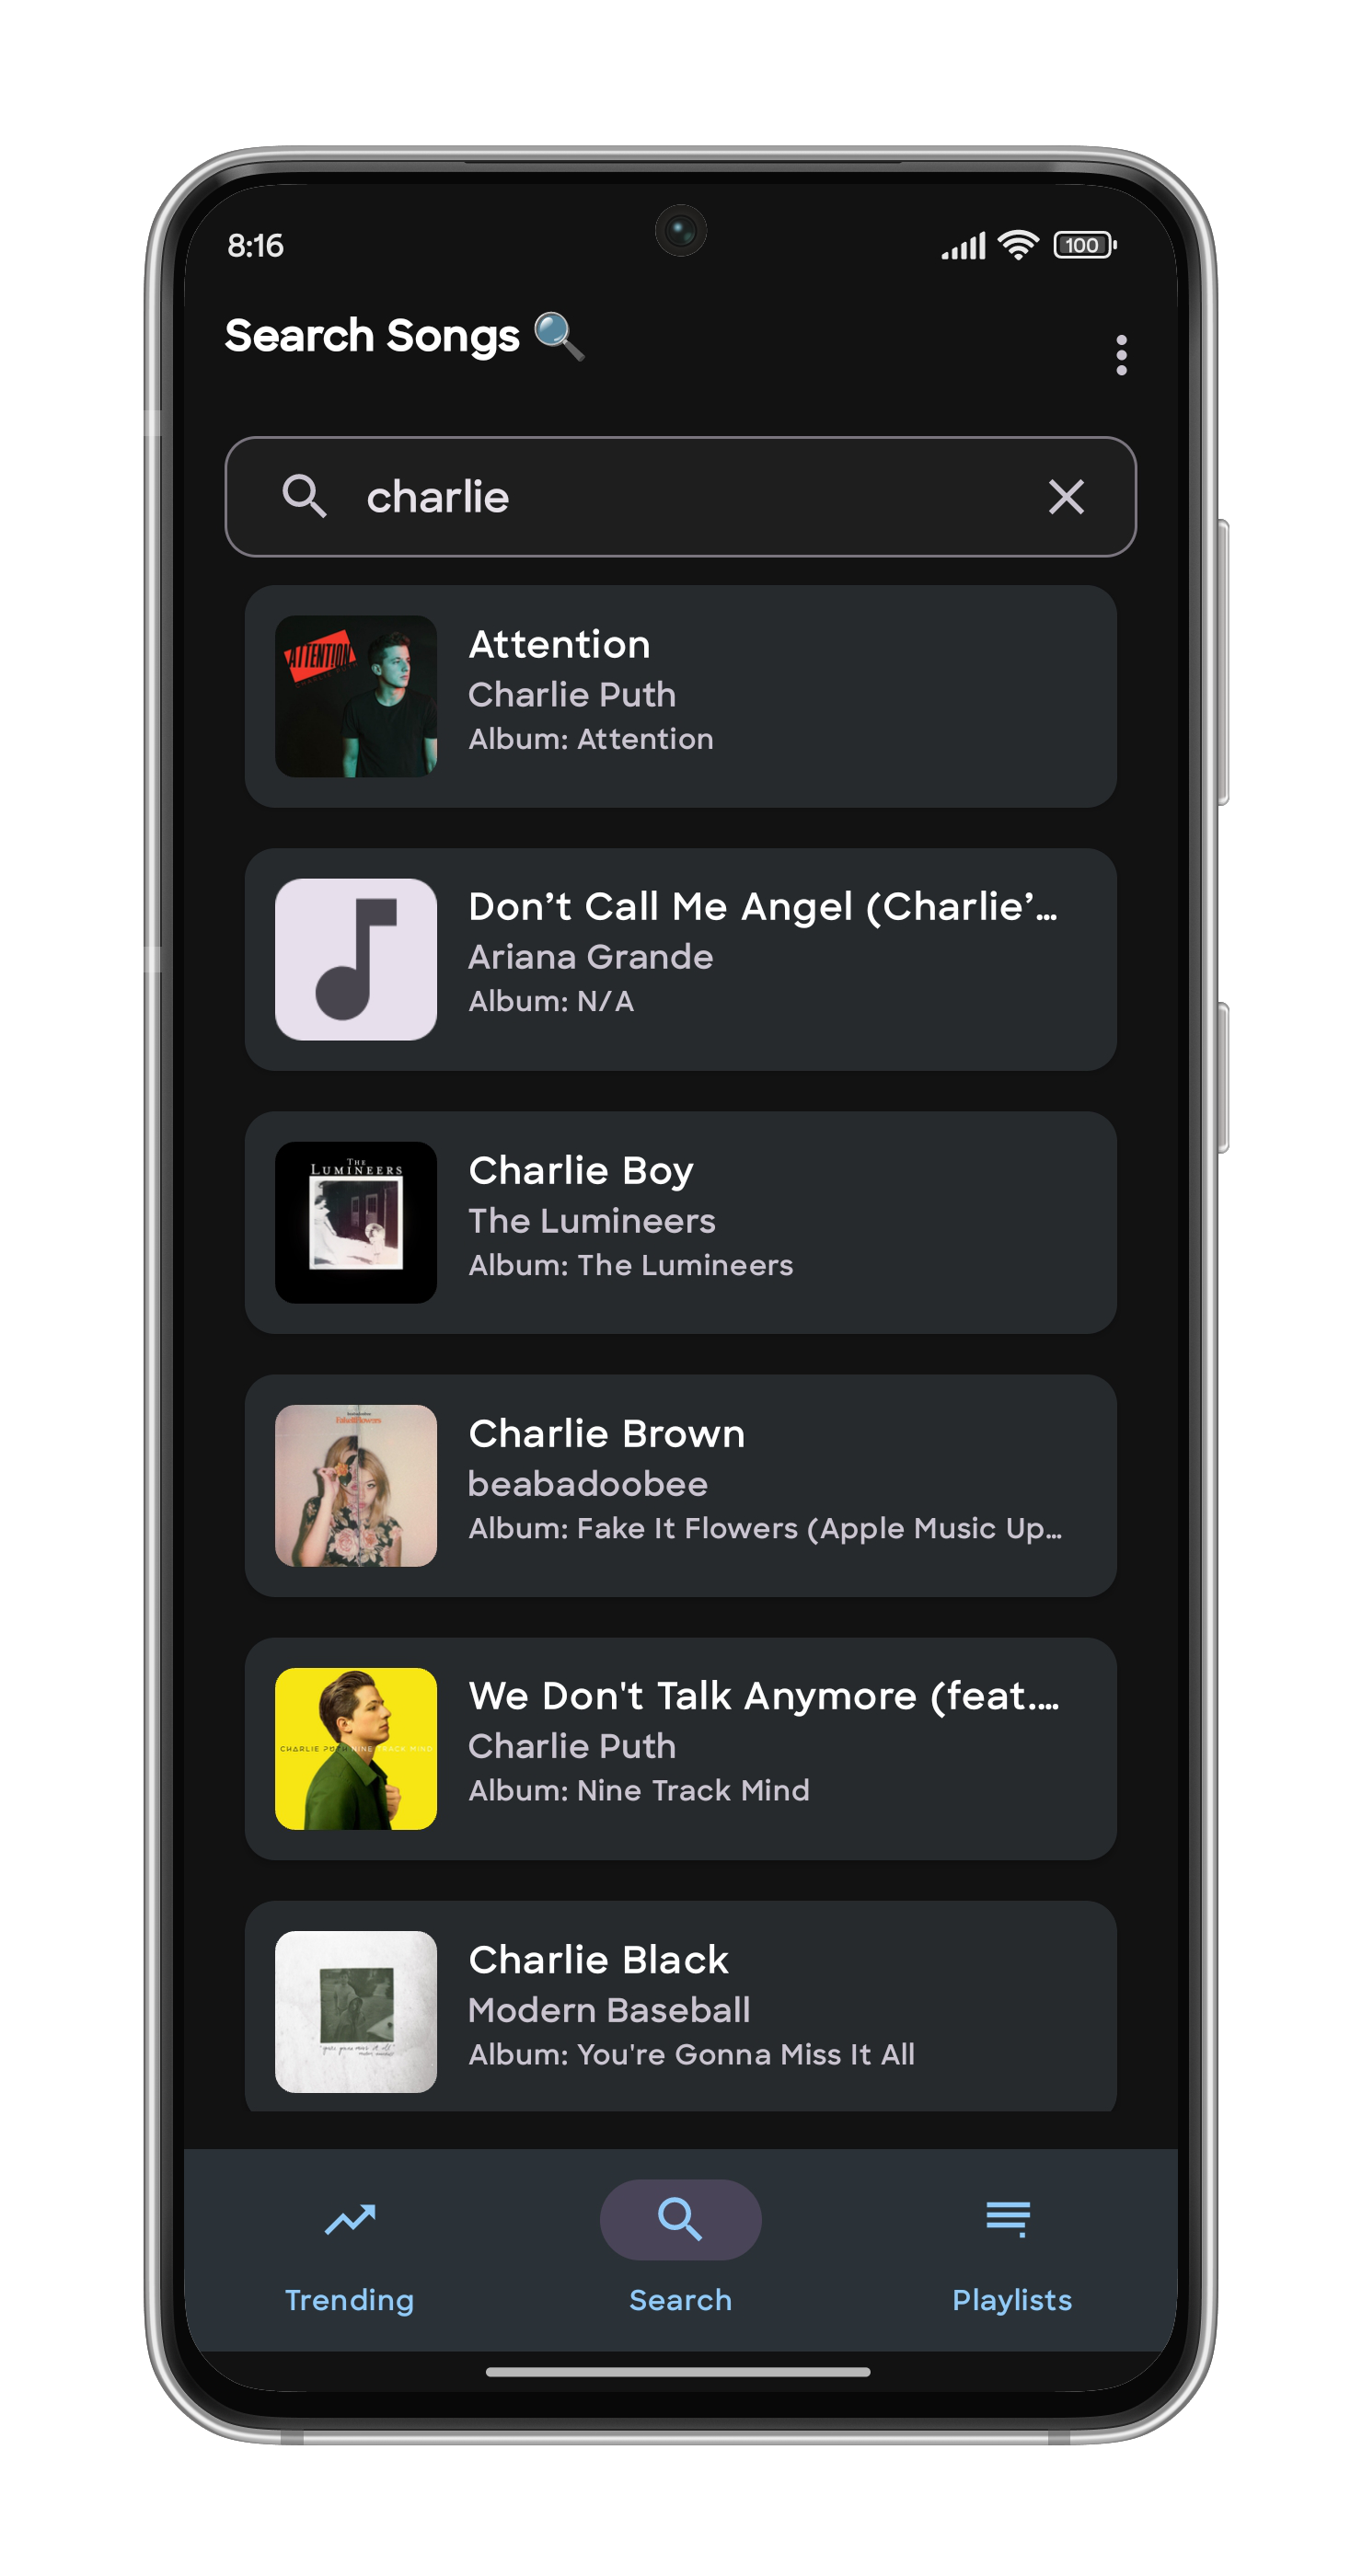 8:16
100
Search Songs 🔍
charlie
ATTENTION
Attention
Charlie Puth
Album: Attention
Don’t Call Me Angel (Charlie’...
Ariana Grande
Album: N/A
THE
LUMINEERS
Charlie Boy
The Lumineers
Album: The Lumineers
Charlie Brown
beabadoobee
Album: Fake It Flowers (Apple Music Up...
CHARLIE PUTH NINE TRACK MIND
We Don't Talk Anymore (feat....
Charlie Puth
Album: Nine Track Mind
Charlie Black
Modern Baseball
Album: You're Gonna Miss It All
Trending
Search
Playlists